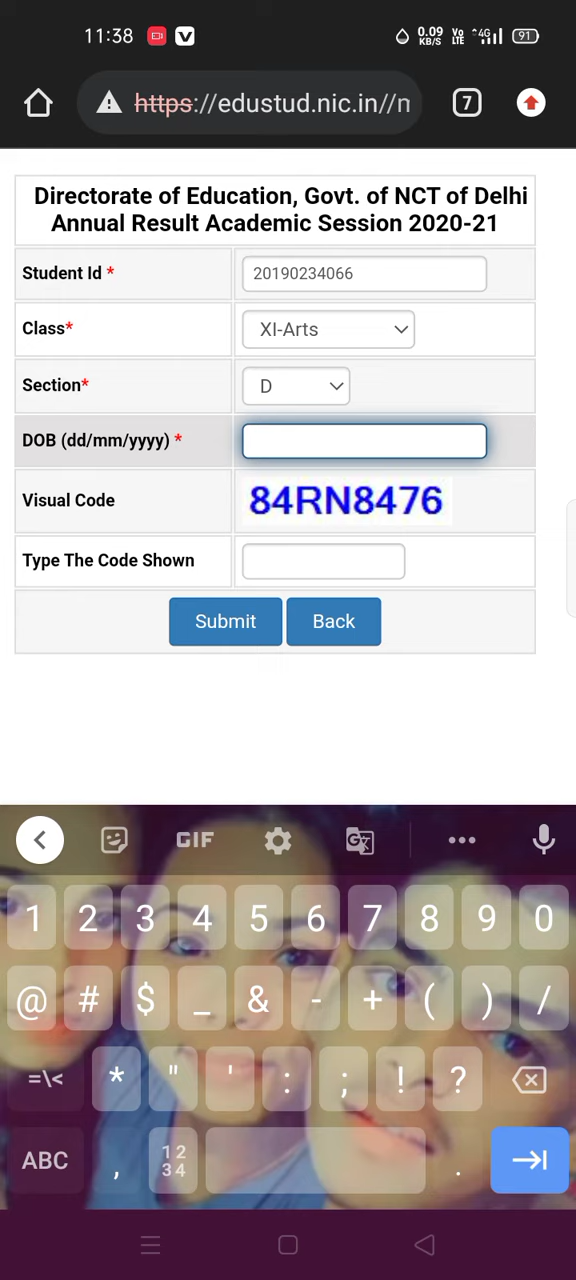 11:38 0.09 KB/S Vo LTE 4G 91
https://edustud.nic.in//m 7
Directorate of Education, Govt. of NCT of Delhi
Annual Result Academic Session 2020-21
Student Id * 20190234066
Class* XI-Arts
Section* D
DOB (dd/mm/yyyy) *
Visual Code 84RN8476
Type The Code Shown
Submit Back
GIF G文
1 2 3 4 5 6 7 8 9 0
@ # $ _ & - + ( ) /
=\< * " ' : ; ! ?
ABC , 12 34 .